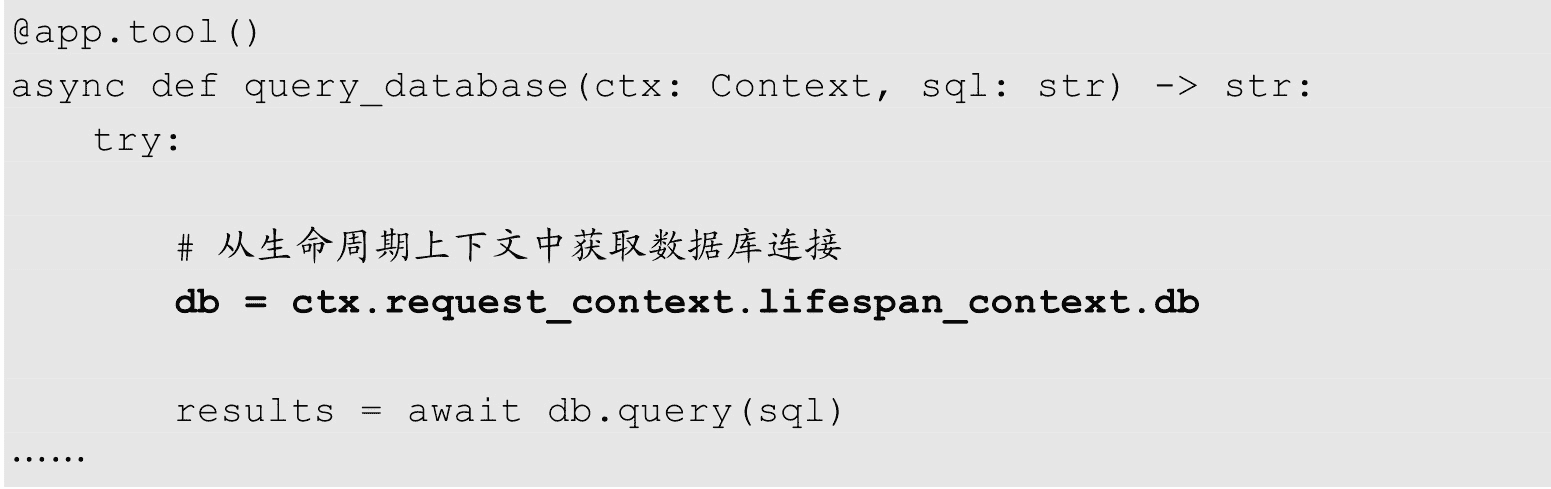 @app.tool()
async def query_database(ctx: Context, sql: str) -> str:
    try:
        # 从生命周期上下文中获取数据库连接
        db = ctx.request_context.lifespan_context.db
        results = await db.query(sql)
……